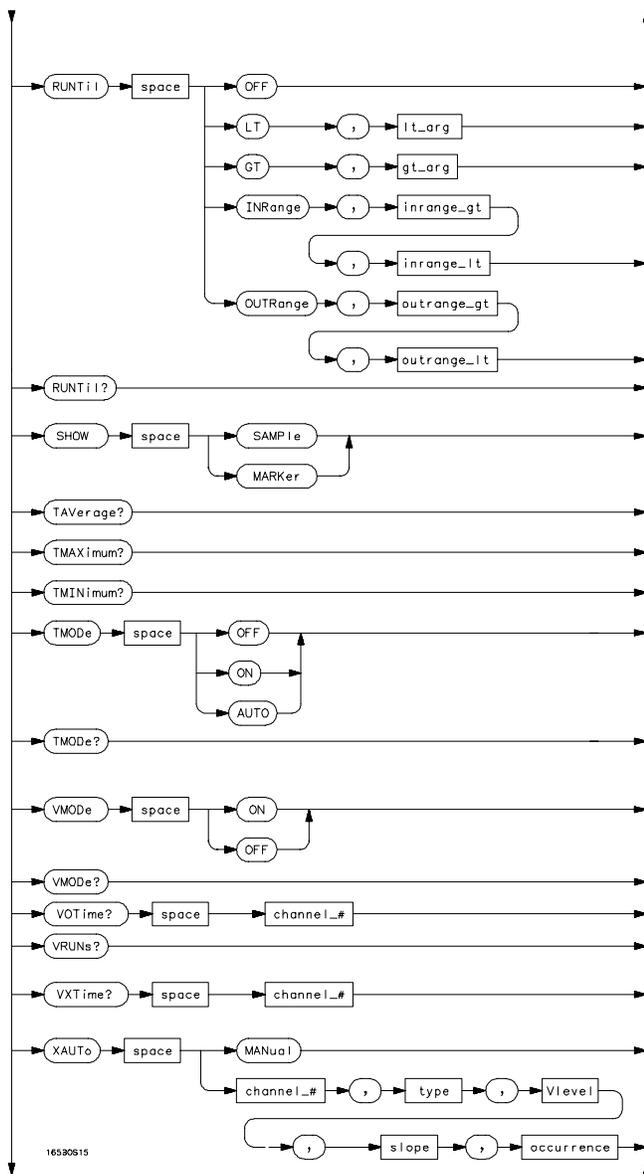 RUNTil space OFF
LT , lt_arg
GT , gt_arg
INRange , inrange_gt
, inrange_lt
OUTRange , outrange_gt
, outrange_lt
RUNTil?
SHOW space SAMPle
MARKer
TAVerage?
TMAXimum?
TMINimum?
TMODe space OFF
ON
AUTO
TMODe?
VMODe space ON
OFF
VMODe?
VOTime? space channel_#
VRUNs?
VXTime? space channel_#
XAUTo space MANual
channel_# , type , Vlevel
, slope , occurrence
16530S15